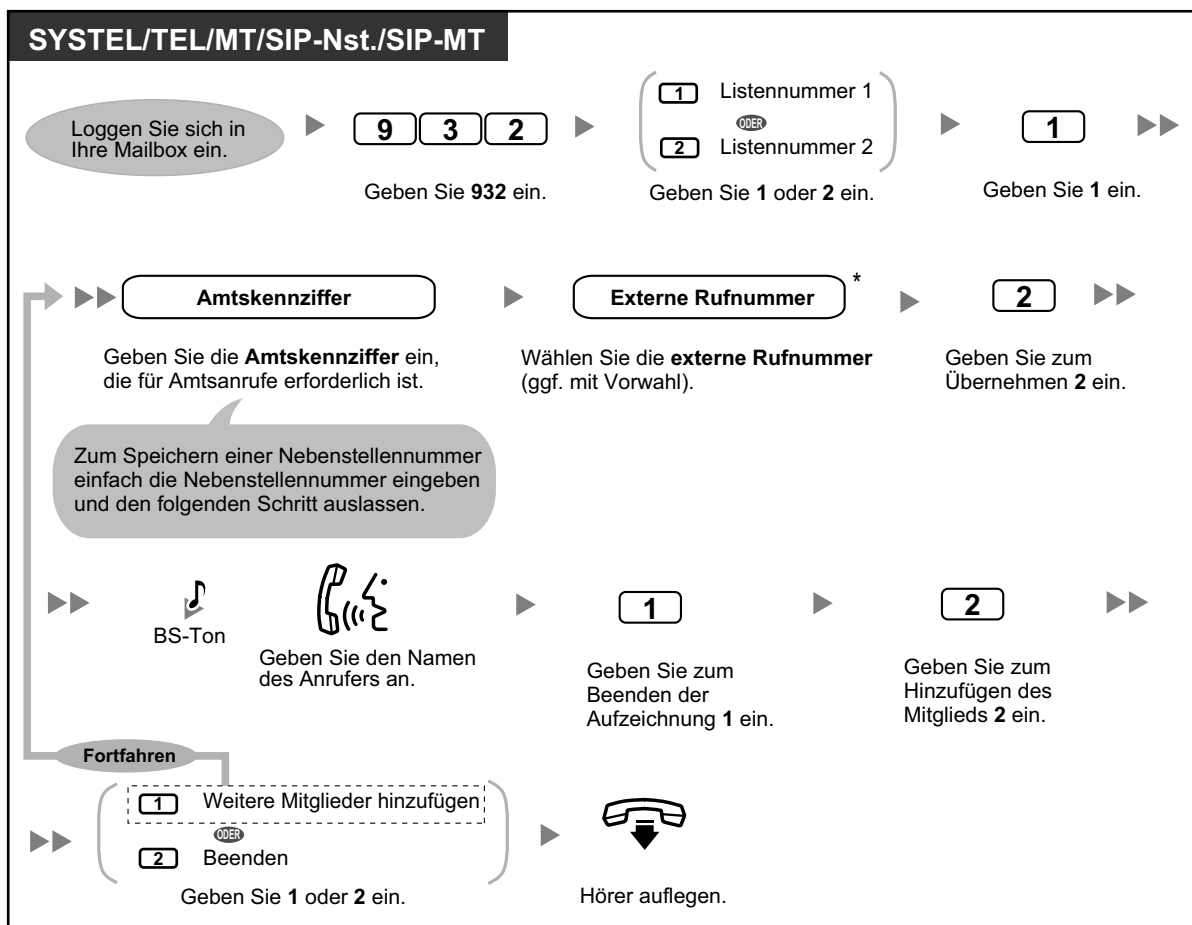 SYSTEL/TEL/MT/SIP-Nst./SIP-MT
Loggen Sie sich in
Ihre Mailbox ein.
9 3 2
Geben Sie 932 ein.
1 Listennummer 1
ODER
2 Listennummer 2
Geben Sie 1 oder 2 ein.
1
Geben Sie 1 ein.
Amtskennziffer
Geben Sie die Amtskennziffer ein,
die für Amtsanrufe erforderlich ist.
Zum Speichern einer Nebenstellennummer
einfach die Nebenstellennummer eingeben
und den folgenden Schritt auslassen.
Externe Rufnummer *
Wählen Sie die externe Rufnummer
(ggf. mit Vorwahl).
2
Geben Sie zum
Übernehmen 2 ein.
BS-Ton
Geben Sie den Namen
des Anrufers an.
1
Geben Sie zum
Beenden der
Aufzeichnung 1 ein.
2
Geben Sie zum
Hinzufügen des
Mitglieds 2 ein.
Fortfahren
1 Weitere Mitglieder hinzufügen
ODER
2 Beenden
Geben Sie 1 oder 2 ein.
Hörer auflegen.